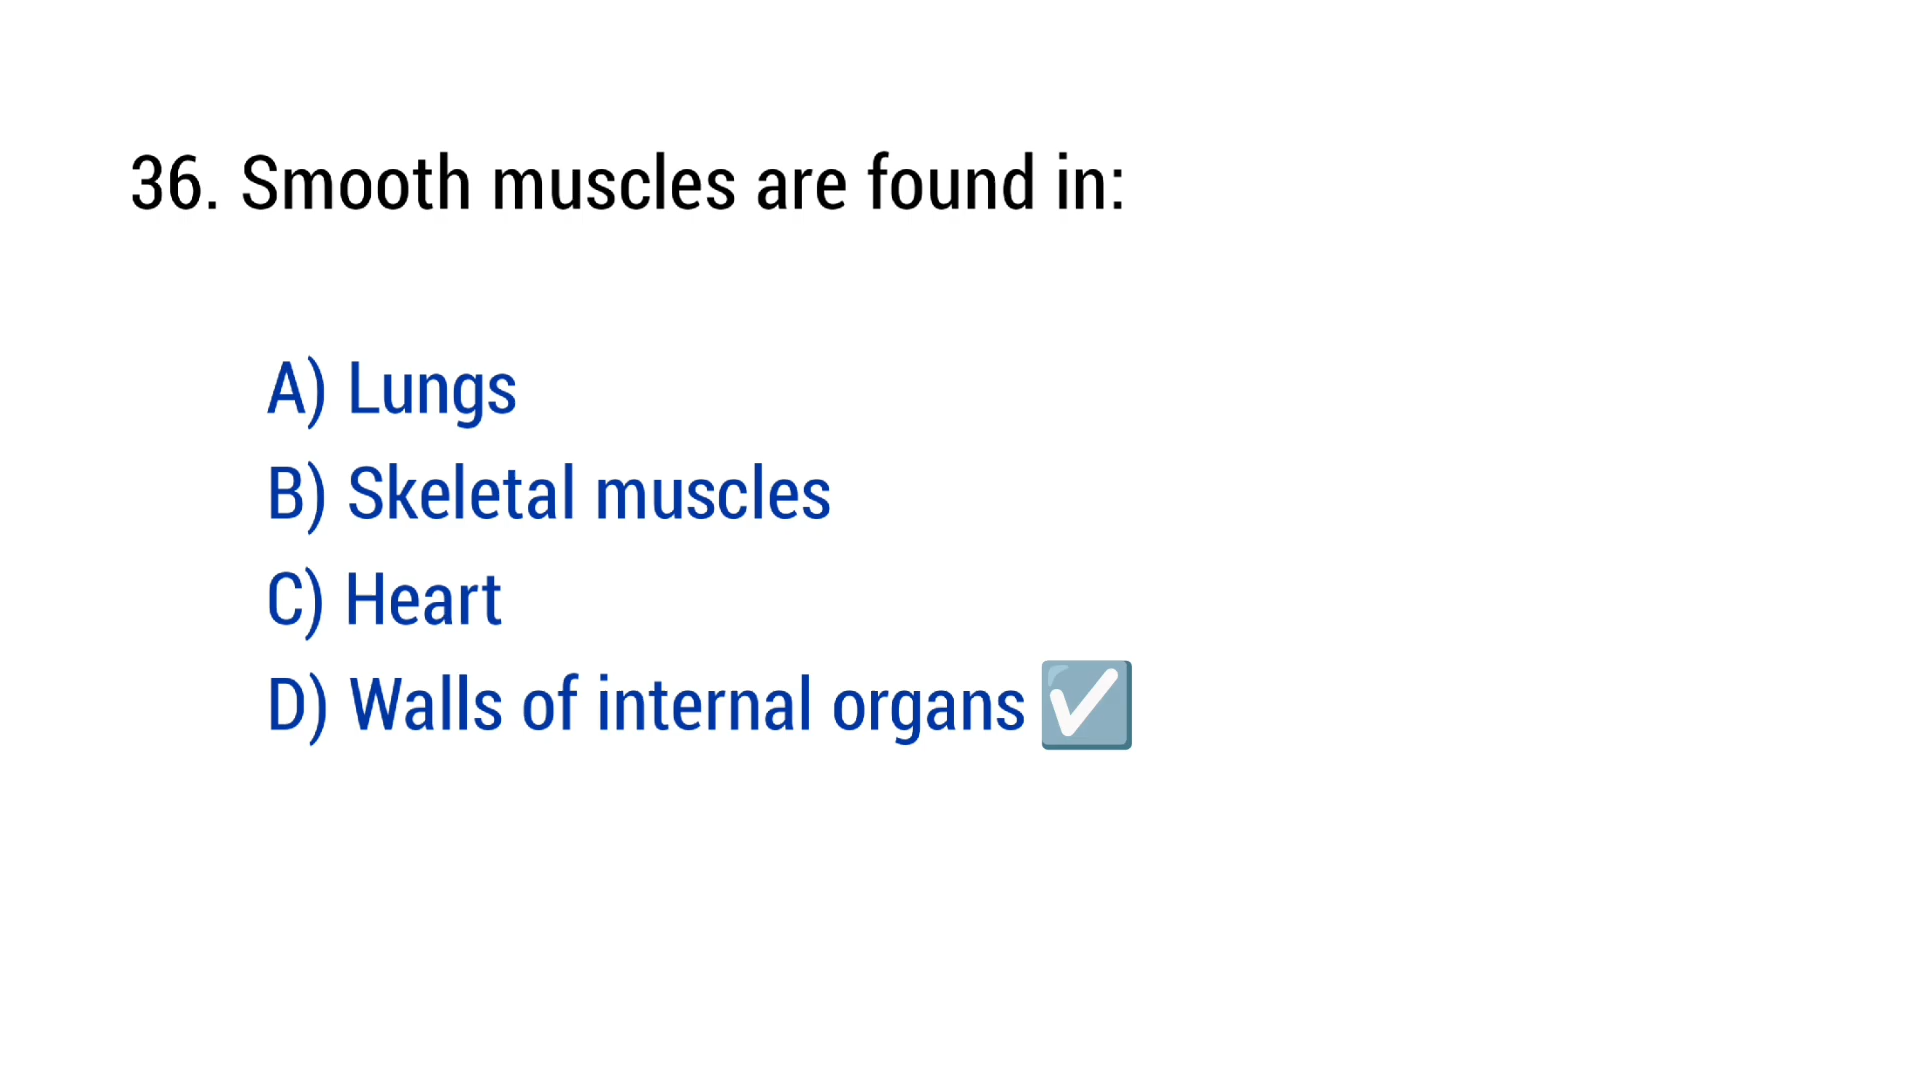 36. Smooth muscles are found in:
A) Lungs
B) Skeletal muscles
C) Heart
D) Walls of internal organs ☑